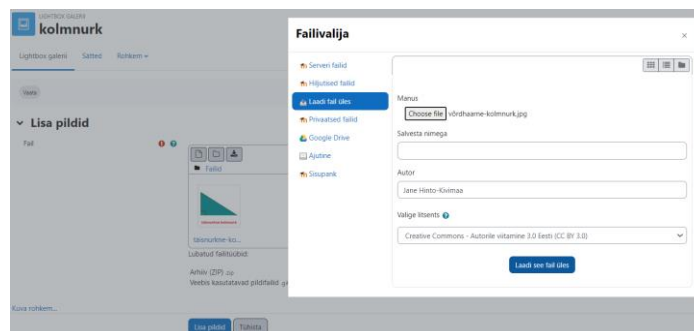 LIGHTBOX GALERII
kolmnurk
Lightbox galerii Sätted Rohkem
Vaata
Lisa pildid
Fail
Failid
taisnurkne-ko...
Lubatud failitüübid:
Arhiiv (ZIP) .zip
Veebis kasutatavad pildifailid
Kuva rohkem...
Lisa pildid Tühista
Failivalija
×
Serveri failid
Hiljutised failid
Laadi fail üles
Privaatsed failid
Google Drive
Ajutine
Sisupank
Manus
Choose file võrdhaarne-kolmnurk.jpg
Salvesta nimega
Autor
Jane Hinto-Kivimaa
Valige litsents
Creative Commons - Autorile viitamine 3.0 Eesti (CC BY 3.0)
Laadi see fail üles